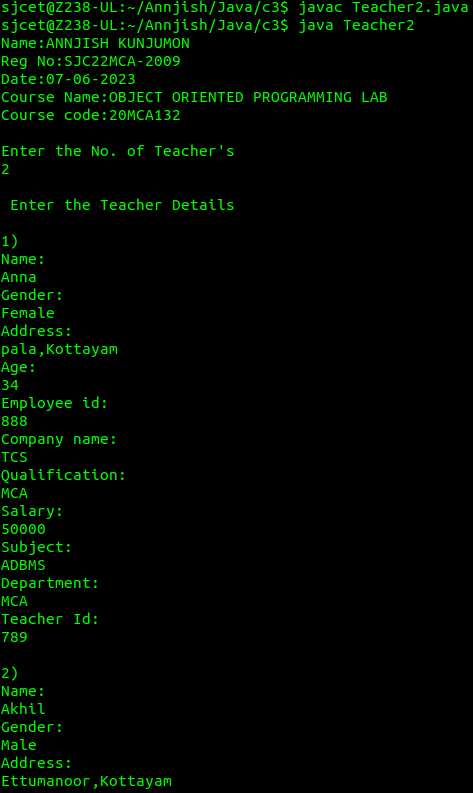 sjcet@Z238-UL:~/Annjish/Java/c3$ javac Teacher2.java
sjcet@Z238-UL:~/Annjish/Java/c3$ java Teacher2
Name:ANNJISH KUNJUMON
Reg No:SJC22MCA-2009
Date:07-06-2023
Course Name:OBJECT ORIENTED PROGRAMMING LAB
Course code:20MCA132
Enter the No. of Teacher's
2
Enter the Teacher Details
1)
Name:
Anna
Gender:
Female
Address:
pala,Kottayam
Age:
34
Employee id:
888
Company name:
TCS
Qualification:
MCA
Salary:
50000
Subject:
ADBMS
Department:
MCA
Teacher Id:
789
2)
Name:
Akhil
Gender:
Male
Address:
Ettumanoor,Kottayam